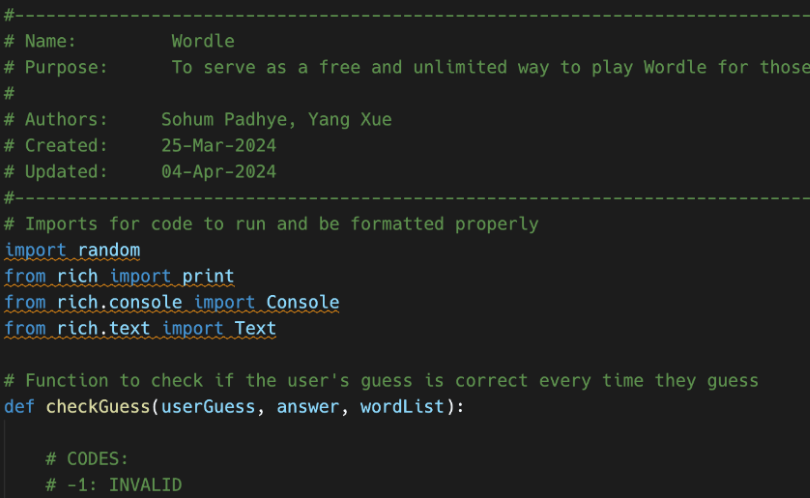 #----------------------------------------------------------------------------
# Name:         Wordle
# Purpose:      To serve as a free and unlimited way to play Wordle for those
#
# Authors:     Sohum Padhye, Yang Xue
# Created:     25-Mar-2024
# Updated:     04-Apr-2024
#----------------------------------------------------------------------------
# Imports for code to run and be formatted properly
import random
from rich import print
from rich.console import Console
from rich.text import Text

# Function to check if the user's guess is correct every time they guess
def checkGuess(userGuess, answer, wordList):

    # CODES:
    # -1: INVALID